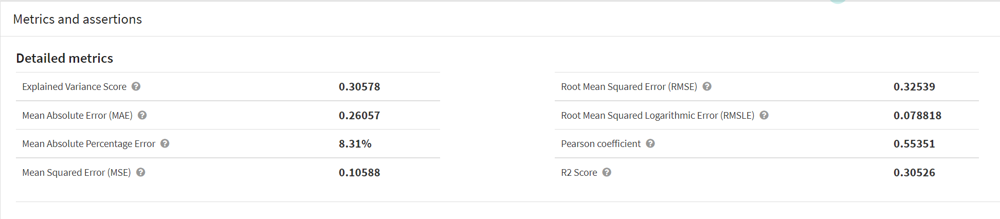 Metrics and assertions
Detailed metrics
Explained Variance Score ? 0.30578
Mean Absolute Error (MAE) ? 0.26057
Mean Absolute Percentage Error ? 8.31%
Mean Squared Error (MSE) ? 0.10588
Root Mean Squared Error (RMSE) ? 0.32539
Root Mean Squared Logarithmic Error (RMSLE) ? 0.078818
Pearson coefficient ? 0.55351
R2 Score ? 0.30526